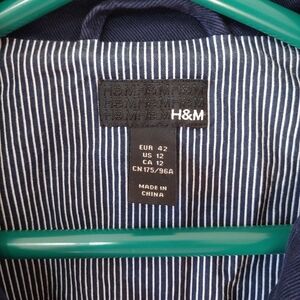 H&M H&M H&M
H&M H&M H&M
H&M H&M H&M
H&M
EUR 42
US 12
CA 12
CN 175/96A
MADE IN
CHINA